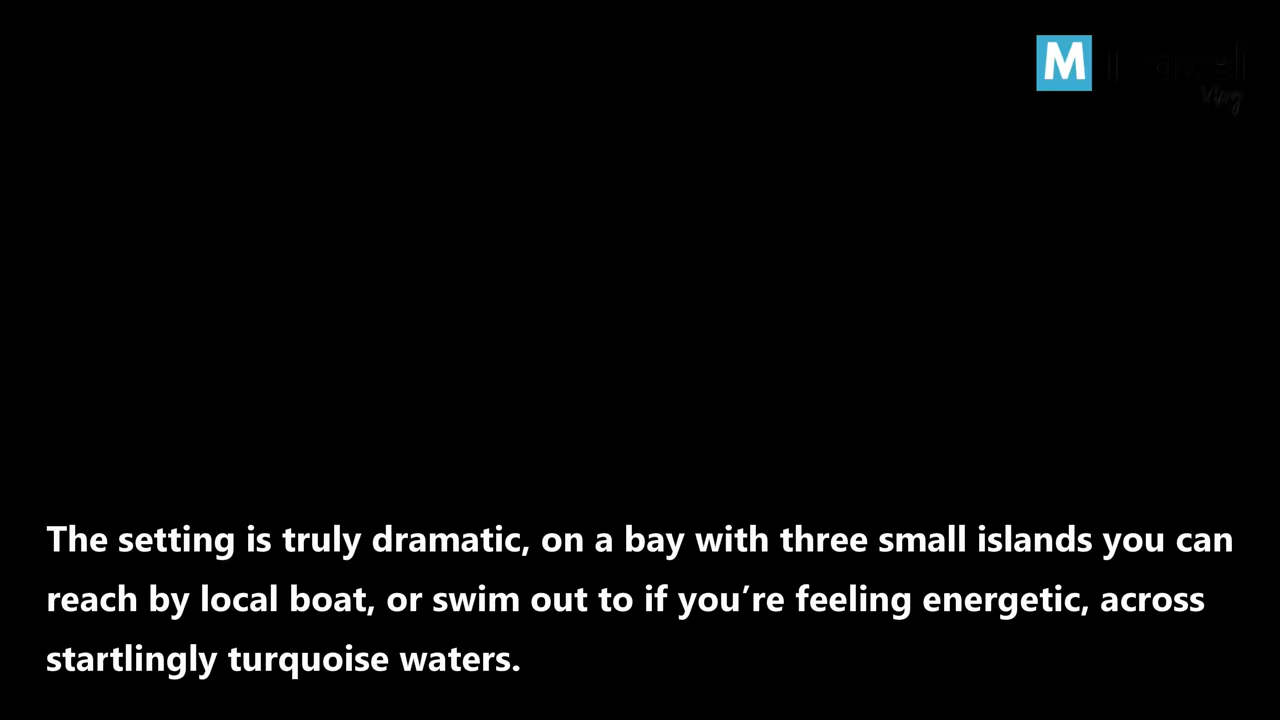 M
The setting is truly dramatic, on a bay with three small islands you can
reach by local boat, or swim out to if you’re feeling energetic, across
startlingly turquoise waters.